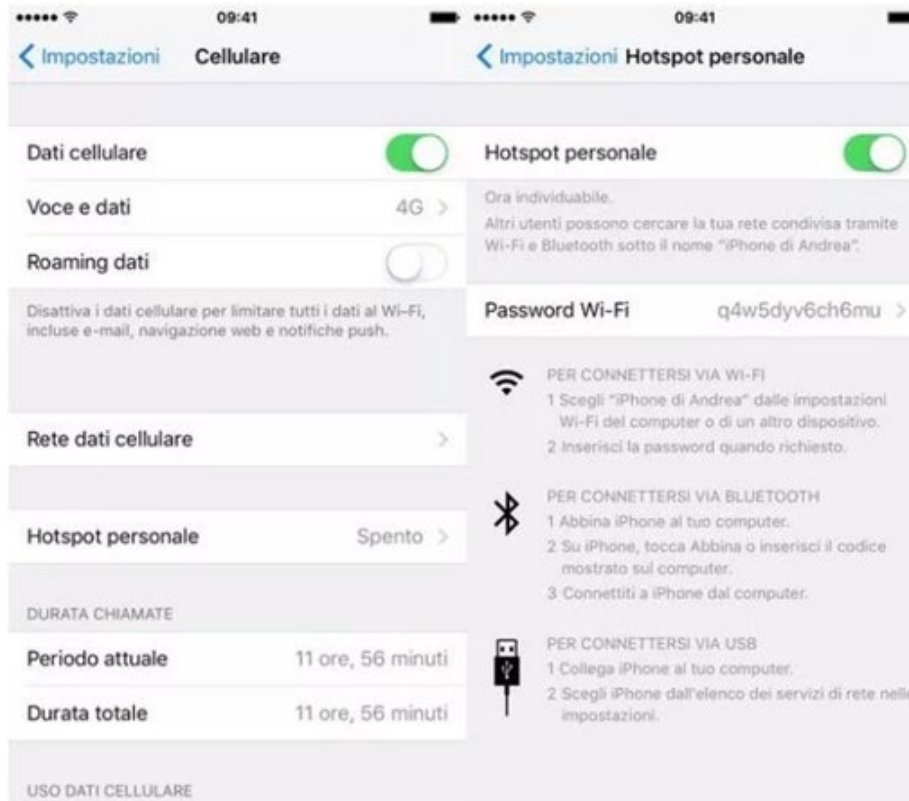 09:41
Impostazioni Cellulare
Dati cellulare
Voce e dati 4G
Roaming dati
Disattiva i dati cellulare per limitare tutti i dati al Wi-Fi,
incluse e-mail, navigazione web e notifiche push.
Rete dati cellulare
Hotspot personale Spento
DURATA CHIAMATE
Periodo attuale 11 ore, 56 minuti
Durata totale 11 ore, 56 minuti
USO DATI CELLULARE
09:41
Impostazioni Hotspot personale
Hotspot personale
Ora individuabile.
Altri utenti possono cercare la tua rete condivisa tramite
Wi-Fi e Bluetooth sotto il nome "iPhone di Andrea".
Password Wi-Fi q4w5dyv6ch6mu
PER CONNETTERSI VIA WI-FI
1 Scegli "iPhone di Andrea" dalle impostazioni
Wi-Fi del computer o di un altro dispositivo.
2 Inserisci la password quando richiesto.
PER CONNETTERSI VIA BLUETOOTH
1 Abbina iPhone al tuo computer.
2 Su iPhone, tocca Abbina o inserisci il codice
mostrato sul computer.
3 Connettiti a iPhone dal computer.
PER CONNETTERSI VIA USB
1 Collega iPhone al tuo computer.
2 Scegli iPhone dall'elenco dei servizi di rete nelle
impostazioni.